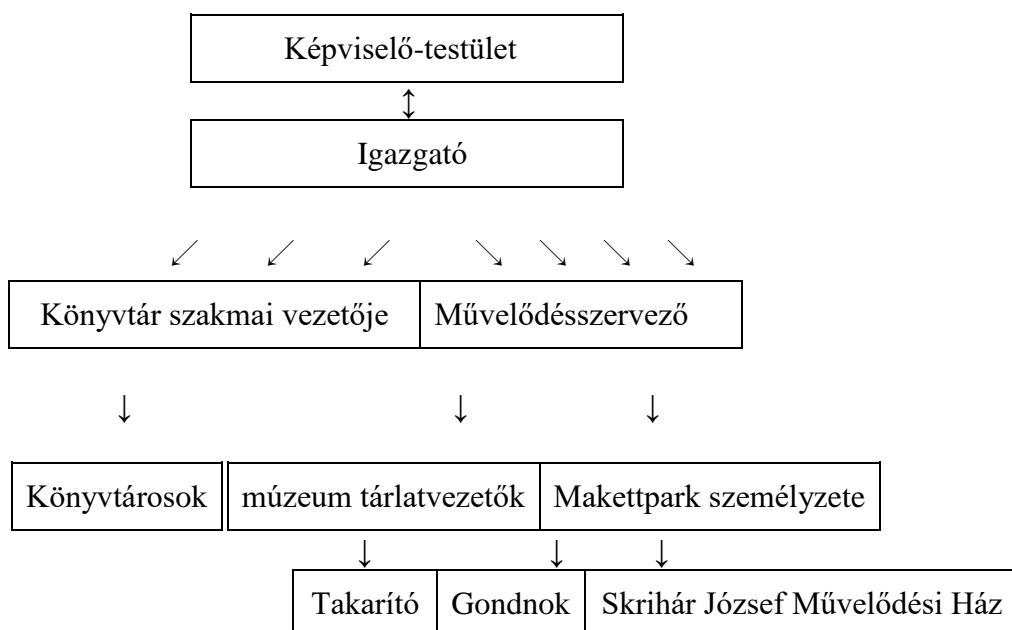 Képviselő-testület
↕
Igazgató
↙ ↙ ↙ ↘ ↘ ↘ ↘
Könyvtár szakmai vezetője Művelődésszervező
↓ ↓ ↓
Könyvtárosok múzeum tárlatvezetők Makettpark személyzete
↓ ↓ ↓
Takarító Gondnok Skrihár József Művelődési Ház